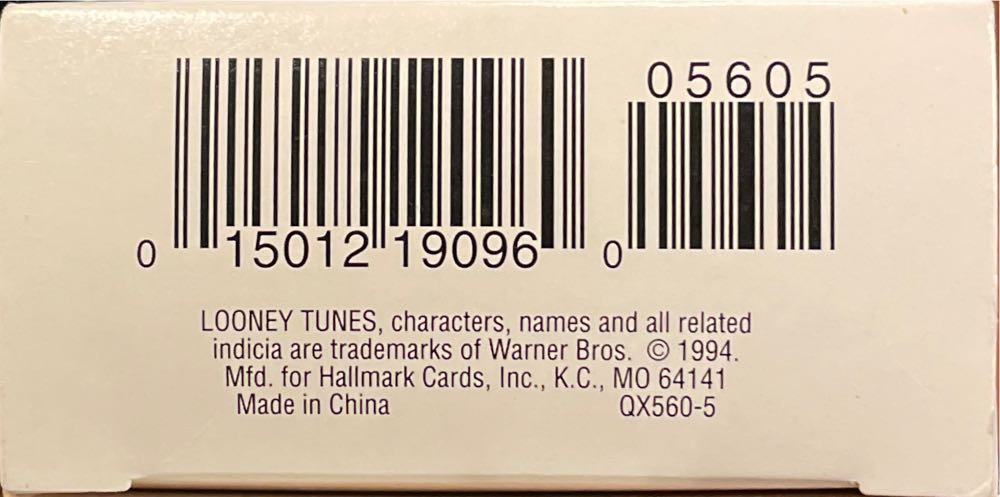 05605
0 15012 19096 0
LOONEY TUNES, characters, names and all related
indicia are trademarks of Warner Bros. © 1994.
Mfd. for Hallmark Cards, Inc., K.C., MO 64141
Made in China QX560-5